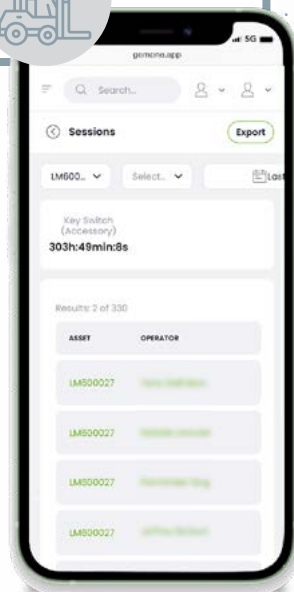 5G
gemone.app
Search..
Sessions
Export
LM600..
Select..
Last
Key Switch
(Accessory)
303h:49min:8s
Results: 2 of 330
ASSET OPERATOR
LM600027
LM600027
LM600027
LM600027